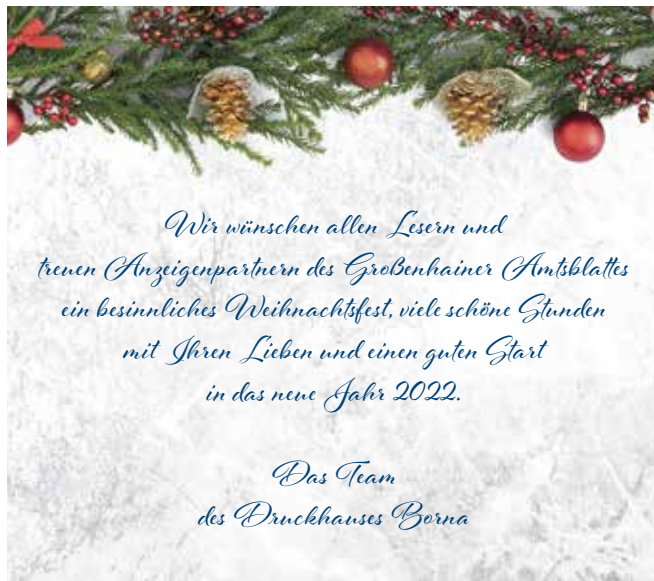 Wir wünschen allen Lesern und
treuen Anzeigenpartnern des Großenhainer Amtsblattes
ein besinnliches Weihnachtsfest, viele schöne Stunden
mit Ihren Lieben und einen guten Start
in das neue Jahr 2022.
Das Team
des Druckhauses Borna